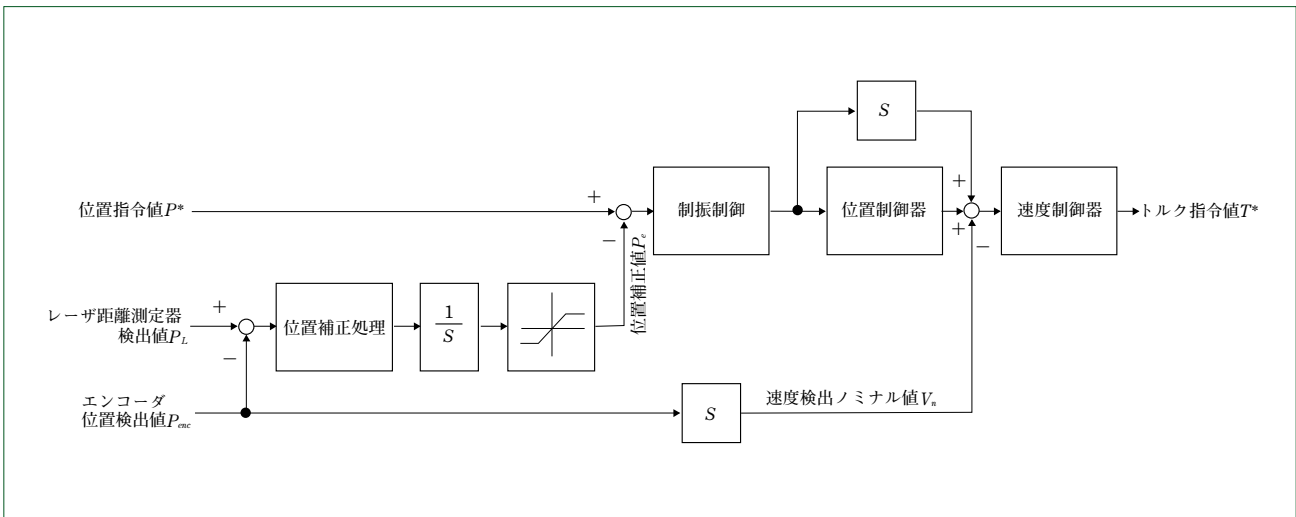 S
位置指令値P*
+
−
制振制御
位置制御器
+
+
−
速度制御器
トルク指令値T*
位置補正値Pe
レーザ距離測定器
検出値PL
+
−
位置補正処理
1
S
エンコーダ
位置検出値Penc
S
速度検出ノミナル値Vn